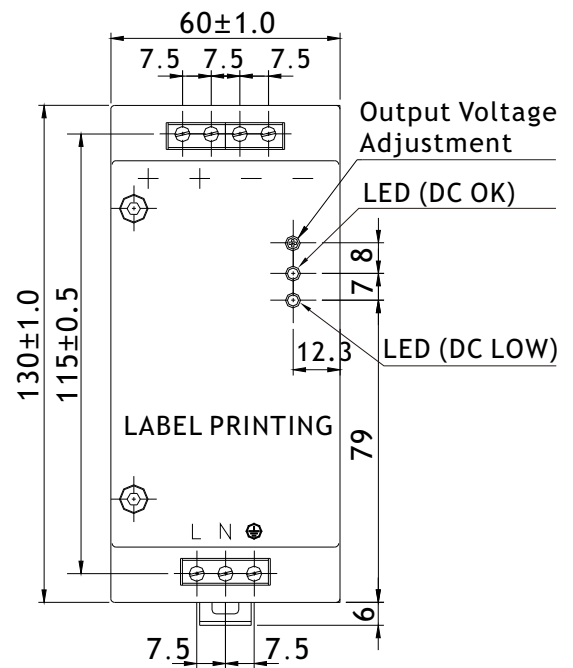 60±1.0
7.5 7.5 7.5
Output Voltage
Adjustment
+ + − −
LED (DC OK)
8
7
130±1.0
115±0.5
12.3
LED (DC LOW)
LABEL PRINTING
79
L N ⏚
6
7.5 7.5